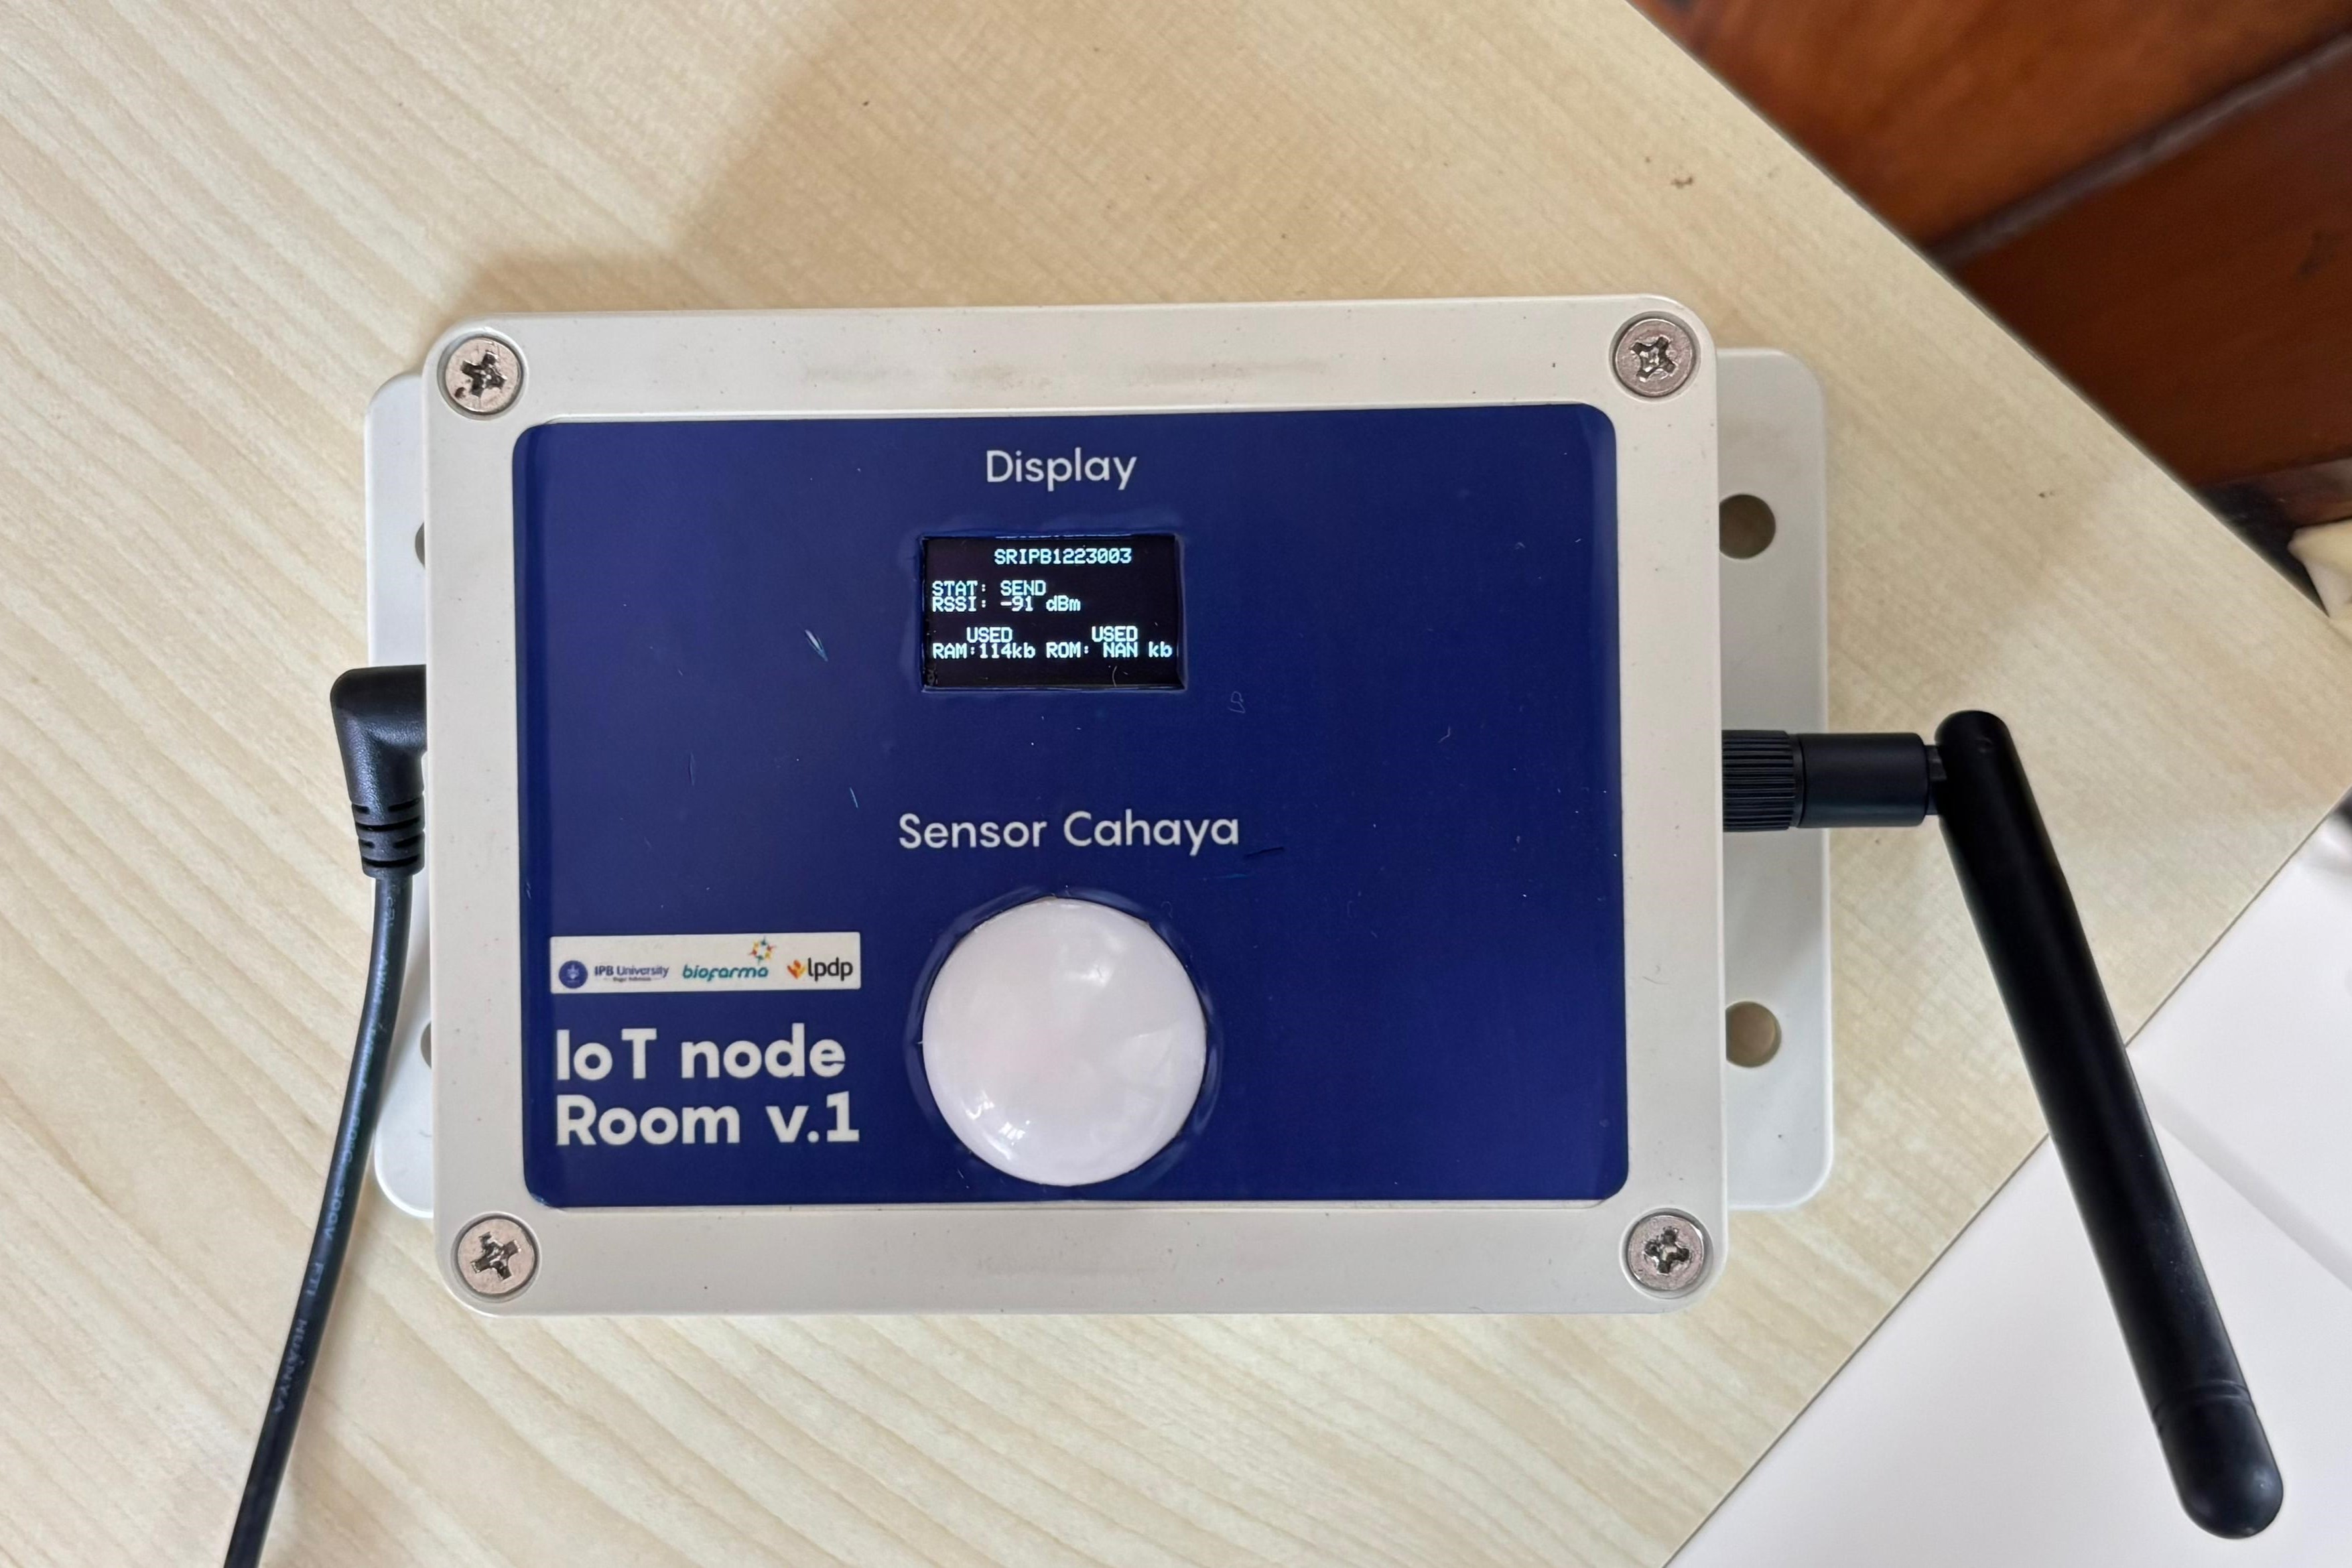 Display
SRIPB1223003
STAT: SEND
RSSI: -91 dBm
USED USED
RAM:114kb ROM: NAN kb
Sensor Cahaya
IPB University
biofarma
lpdp
IoT node
Room v.1